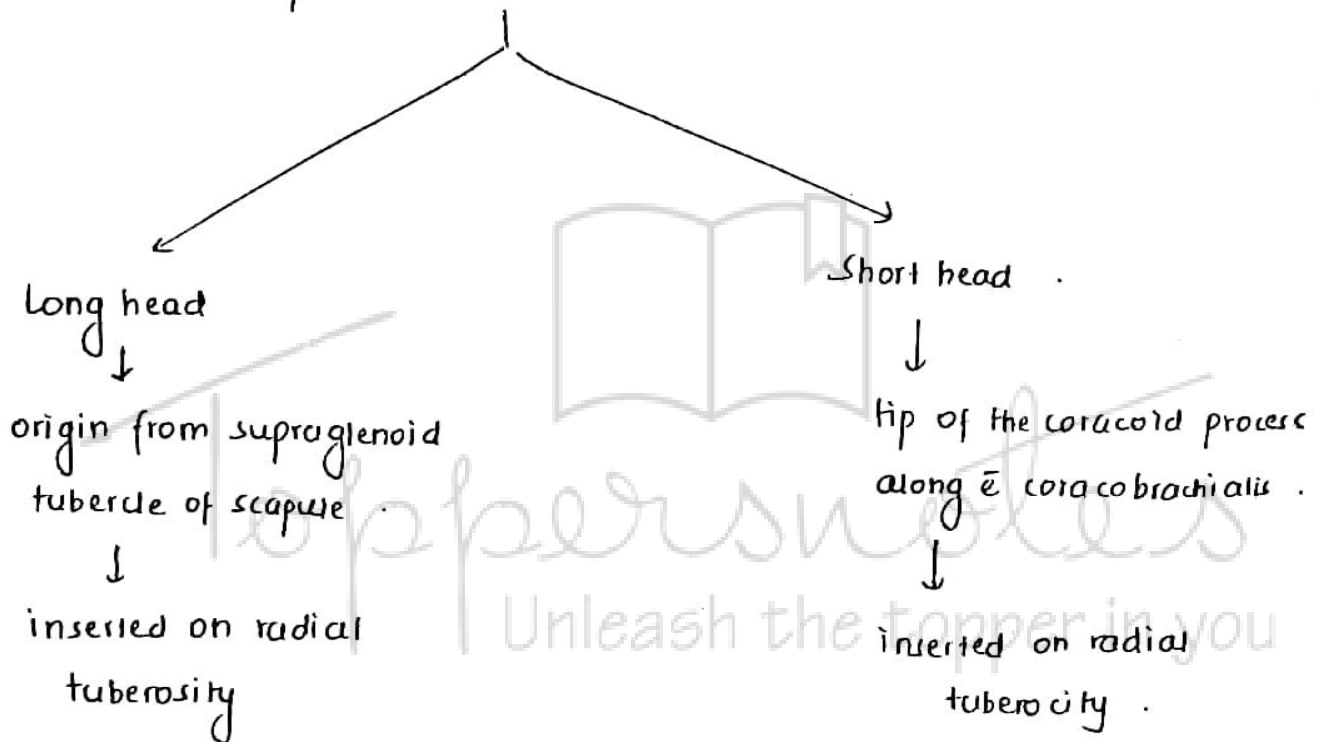 Long head
origin from supraglenoid
tubercle of scapule.
inserted on radial
tuberosity
Short head.
tip of the coracoid process
along ē coracobrachialis.
inserted on radial
tuberocity.
Toppersnotes
Unleash the topper in you